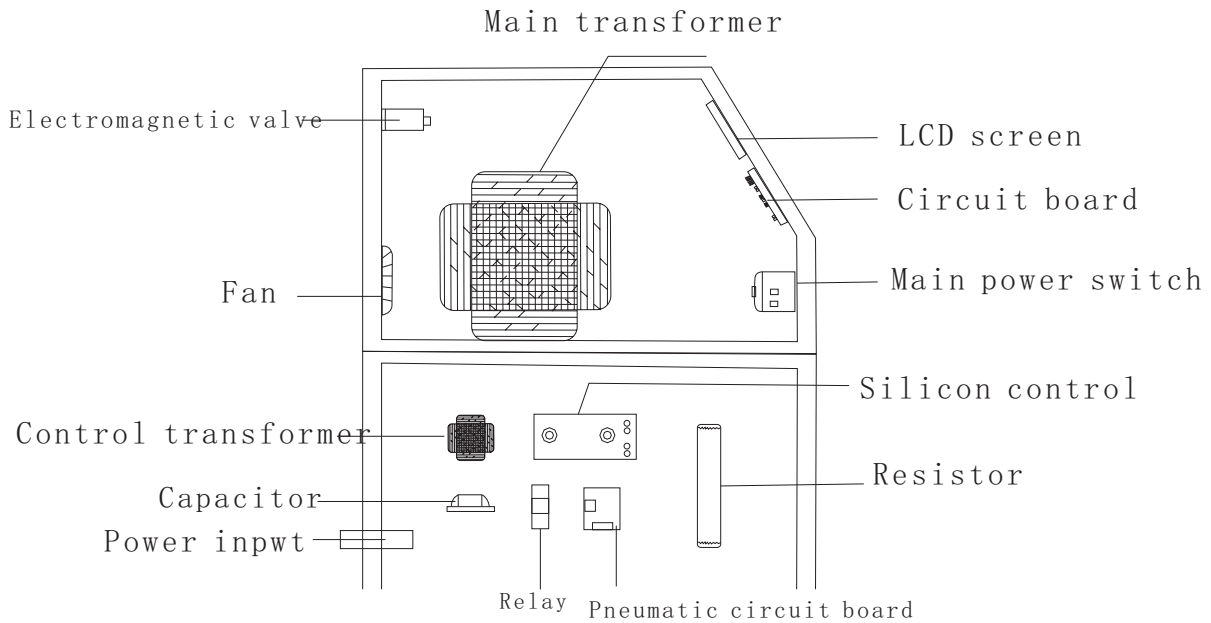 Main transformer
Electromagnetic valve
LCD screen
Circuit board
Main power switch
Fan
Silicon control
Control transformer
Resistor
Capacitor
Power inpwt
Relay
Pneumatic circuit board